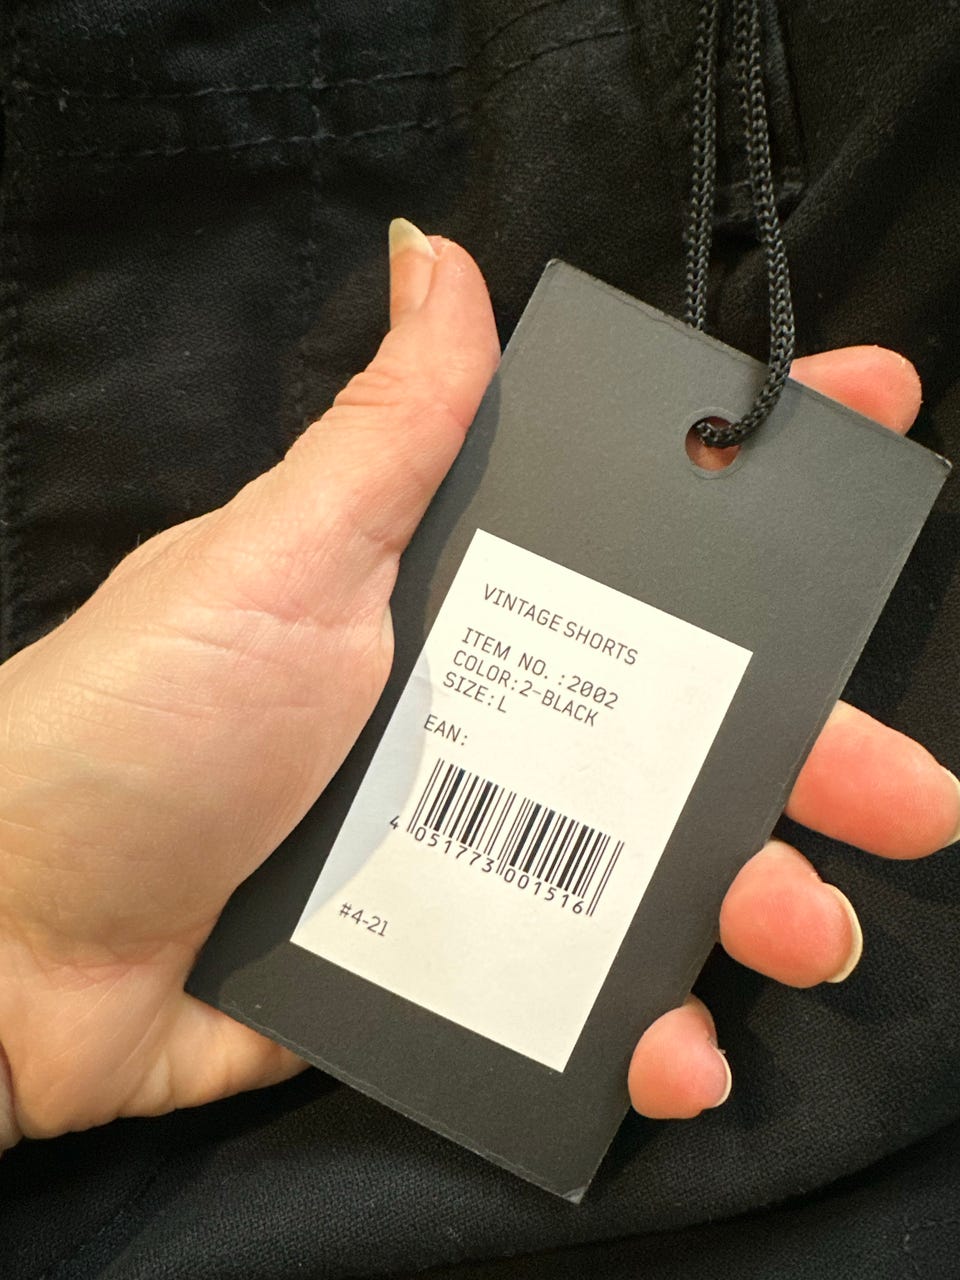 VINTAGE SHORTS
ITEM NO. :2002
COLOR:2-BLACK
SIZE:L
EAN:
4 051773 001516
#4-21